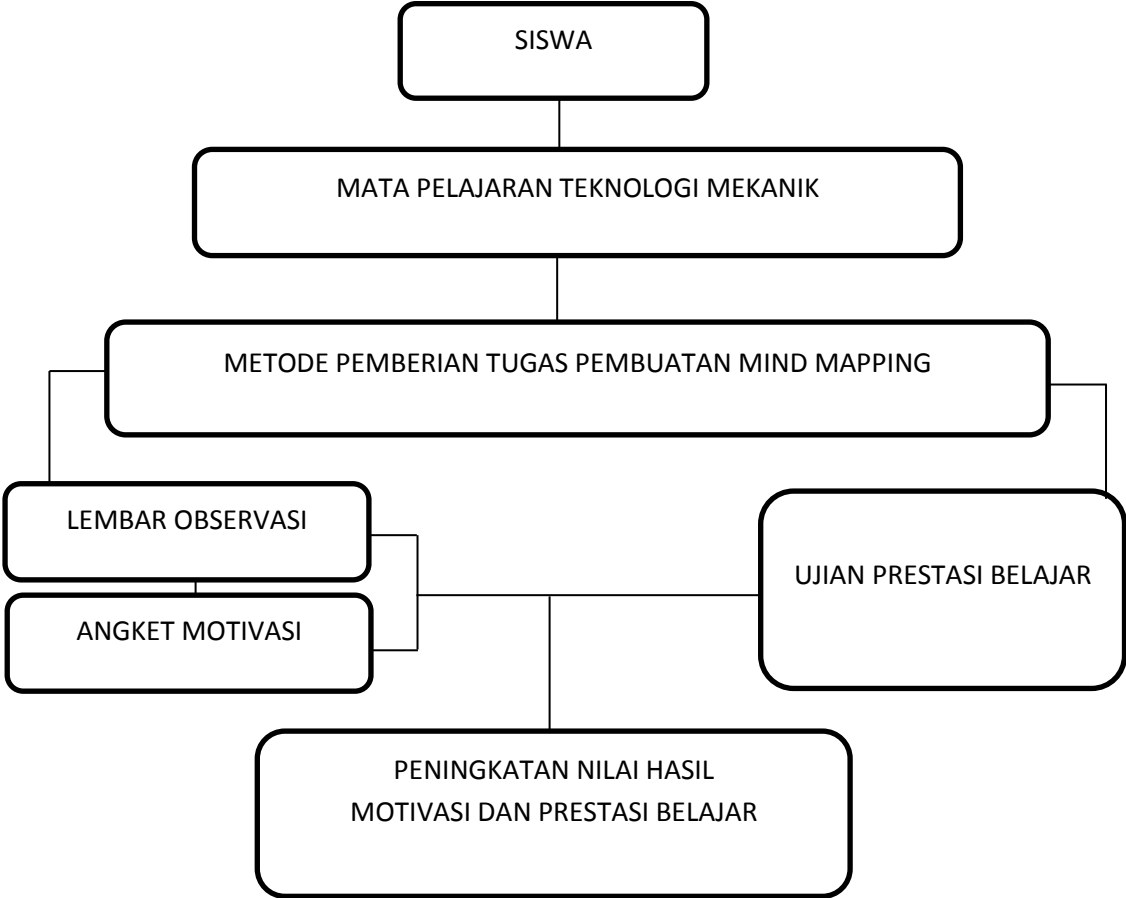 SISWA
MATA PELAJARAN TEKNOLOGI MEKANIK
METODE PEMBERIAN TUGAS PEMBUATAN MIND MAPPING
LEMBAR OBSERVASI
UJIAN PRESTASI BELAJAR
ANGKET MOTIVASI
PENINGKATAN NILAI HASIL
MOTIVASI DAN PRESTASI BELAJAR